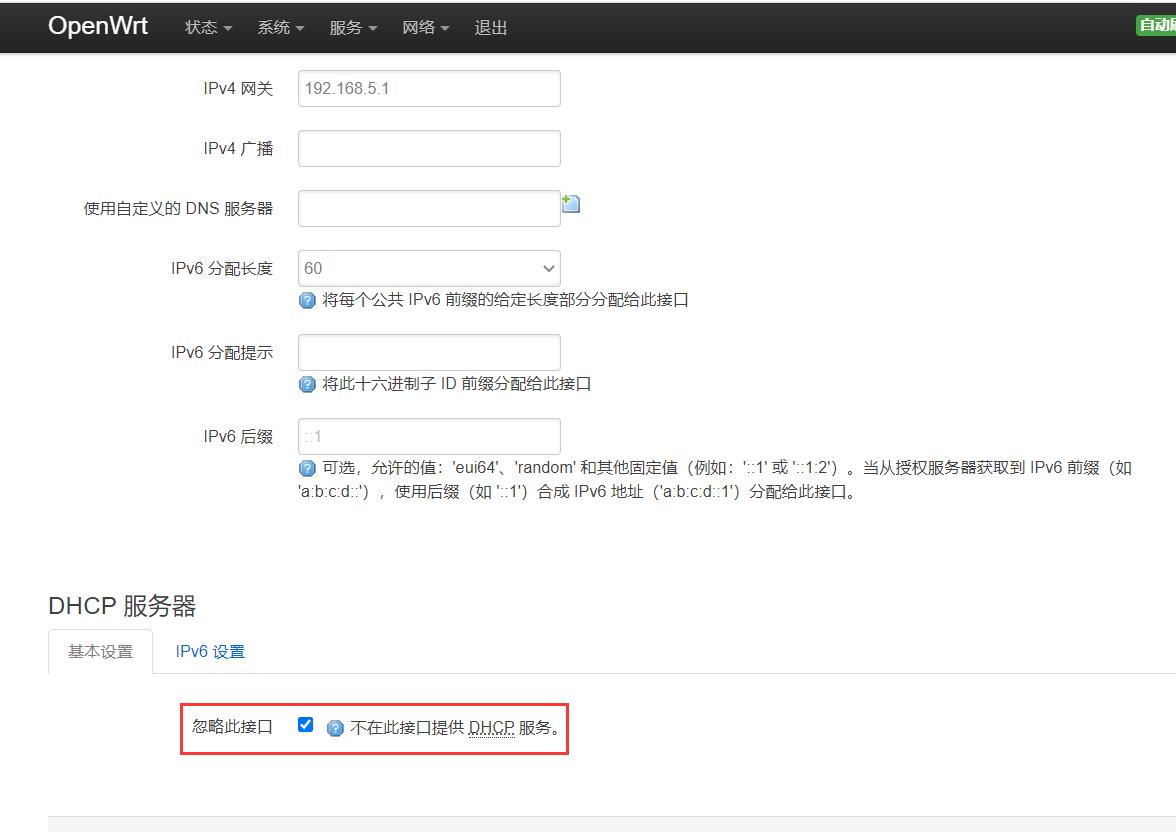 OpenWrt 状态 系统 服务 网络 退出 自动
IPv4 网关 192.168.5.1
IPv4 广播
使用自定义的 DNS 服务器
IPv6 分配长度 60
将每个公共 IPv6 前缀的给定长度部分分配给此接口
IPv6 分配提示
将此十六进制子 ID 前缀分配给此接口
IPv6 后缀 ::1
可选，允许的值：'eui64'、'random' 和其他固定值（例如：'::1' 或 '::1:2'）。当从授权服务器获取到 IPv6 前缀（如
'a:b:c:d::'），使用后缀（如 '::1'）合成 IPv6 地址（'a:b:c:d::1'）分配给此接口。
DHCP 服务器
基本设置 IPv6 设置
忽略此接口 不在此接口提供 DHCP 服务。